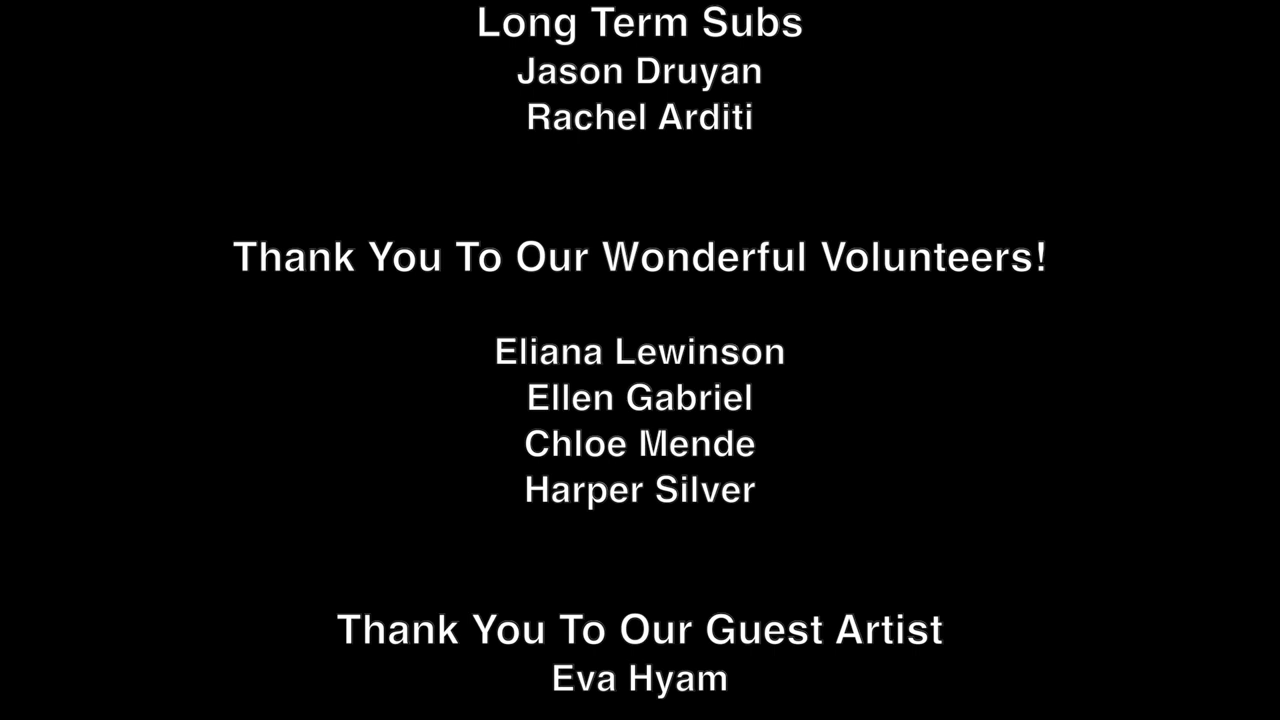 Long Term Subs
Jason Druyan
Rachel Arditi
Thank You To Our Wonderful Volunteers!
Eliana Lewinson
Ellen Gabriel
Chloe Mende
Harper Silver
Thank You To Our Guest Artist
Eva Hyam